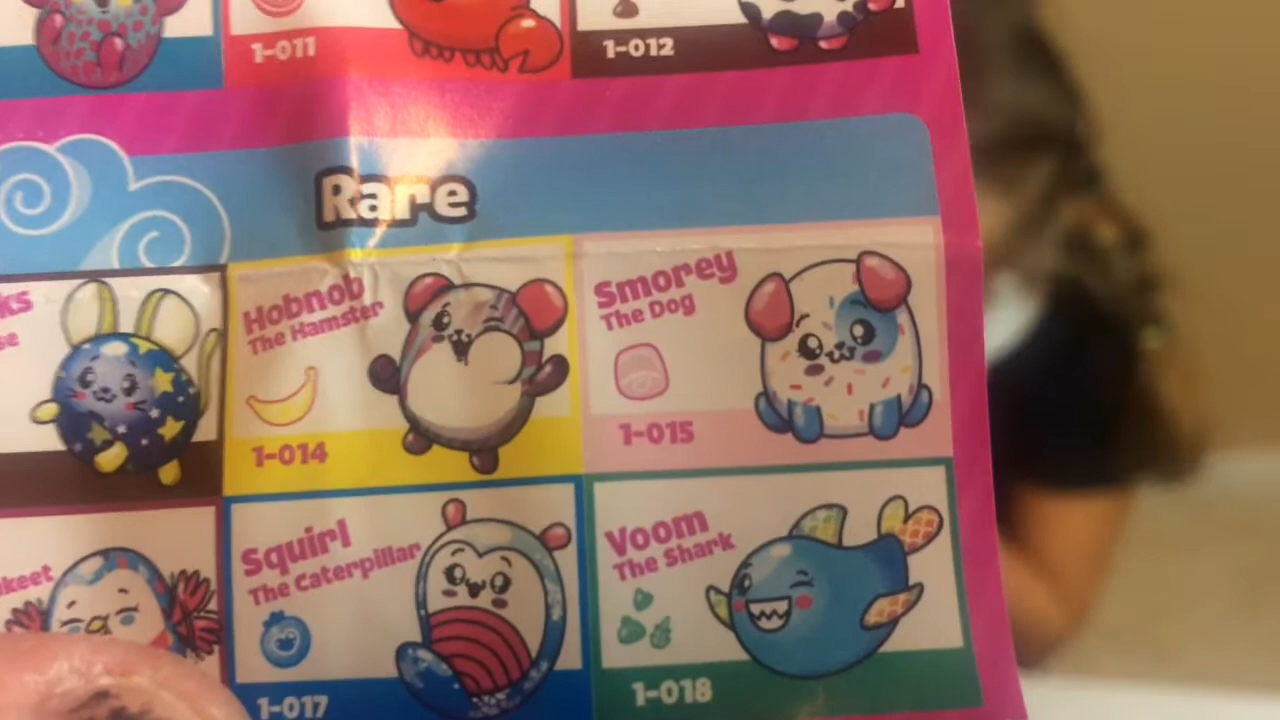 1-011
1-012
Rare
Hobnob
The Hamster
1-014
Smorey
The Dog
1-015
Squirl
The Caterpillar
1-017
Voom
The Shark
1-018